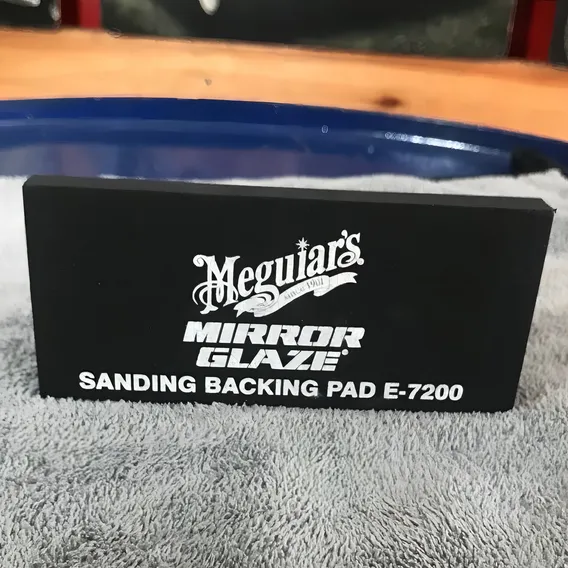 Meguiar's
SINCE 1901
MIRROR
GLAZE®
SANDING BACKING PAD E-7200